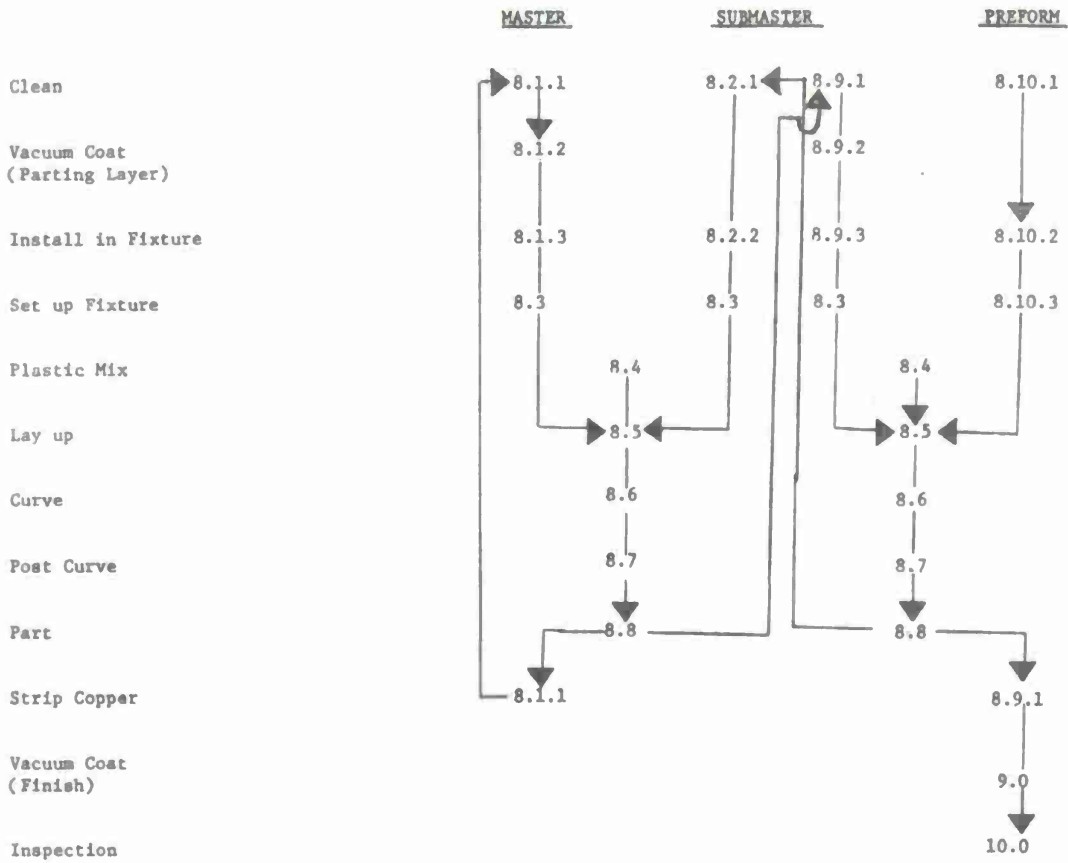 MASTER SUBMASTER PREFORM
Clean 8.1.1 8.2.1 8.9.1 8.10.1
Vacuum Coat 8.1.2 8.9.2
(Parting Layer)
Install in Fixture 8.1.3 8.2.2 8.9.3 8.10.2
Set up Fixture 8.3 8.3 8.3 8.10.3
Plastic Mix 8.4 8.4
Lay up 8.5 8.5
Curve 8.6 8.6
Post Curve 8.7 8.7
Part 8.8 8.8
Strip Copper 8.1.1 8.9.1
Vacuum Coat
(Finish) 9.0
Inspection 10.0